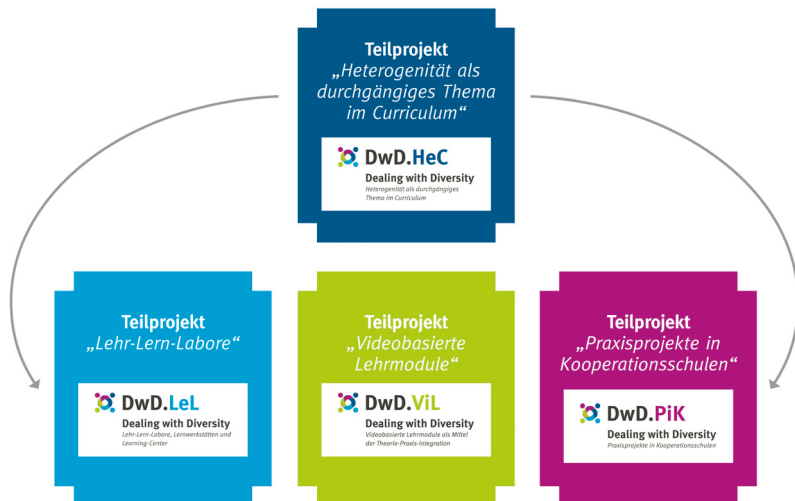 Teilprojekt
„Heterogenität als
durchgängiges Thema
im Curriculum“
DwD.HeC
Dealing with Diversity
Heterogenität als durchgängiges
Thema im Curriculum
Teilprojekt
„Lehr-Lern-Labore“
DwD.LeL
Dealing with Diversity
Lehr-Lern-Labore, Lernwerkstätten und
Learning-Center
Teilprojekt
„Videobasierte
Lehrmodule“
DwD.ViL
Dealing with Diversity
Videobasierte Lehrmodule als Mittel
der Theorie-Praxis-Integration
Teilprojekt
„Praxisprojekte in
Kooperationsschulen“
DwD.PiK
Dealing with Diversity
Praxisprojekte in Kooperationsschulen